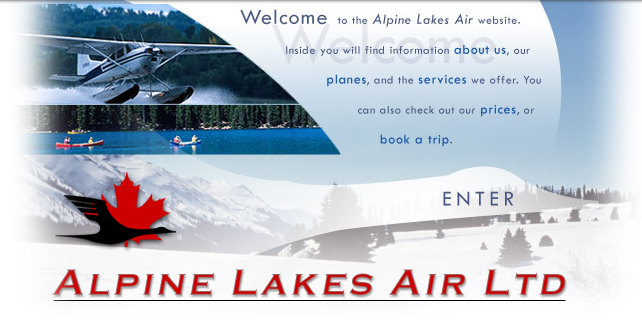 Welcome to the Alpine Lakes Air website.
Welcome
Inside you will find information about us, our
planes, and the services we offer. You
can also check out our prices, or
book a trip.
ENTER
ALPINE LAKES AIR LTD